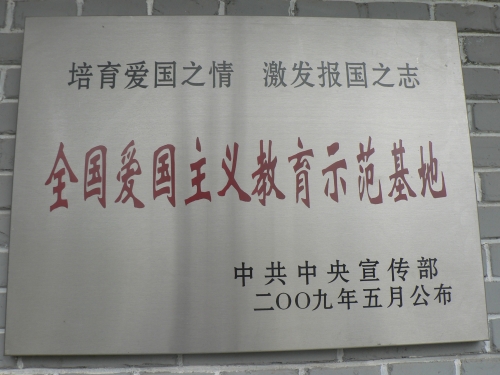 培育爱国之情 激发报国之志
全国爱国主义教育示范基地
中共中央宣传部
二〇〇九年五月公布